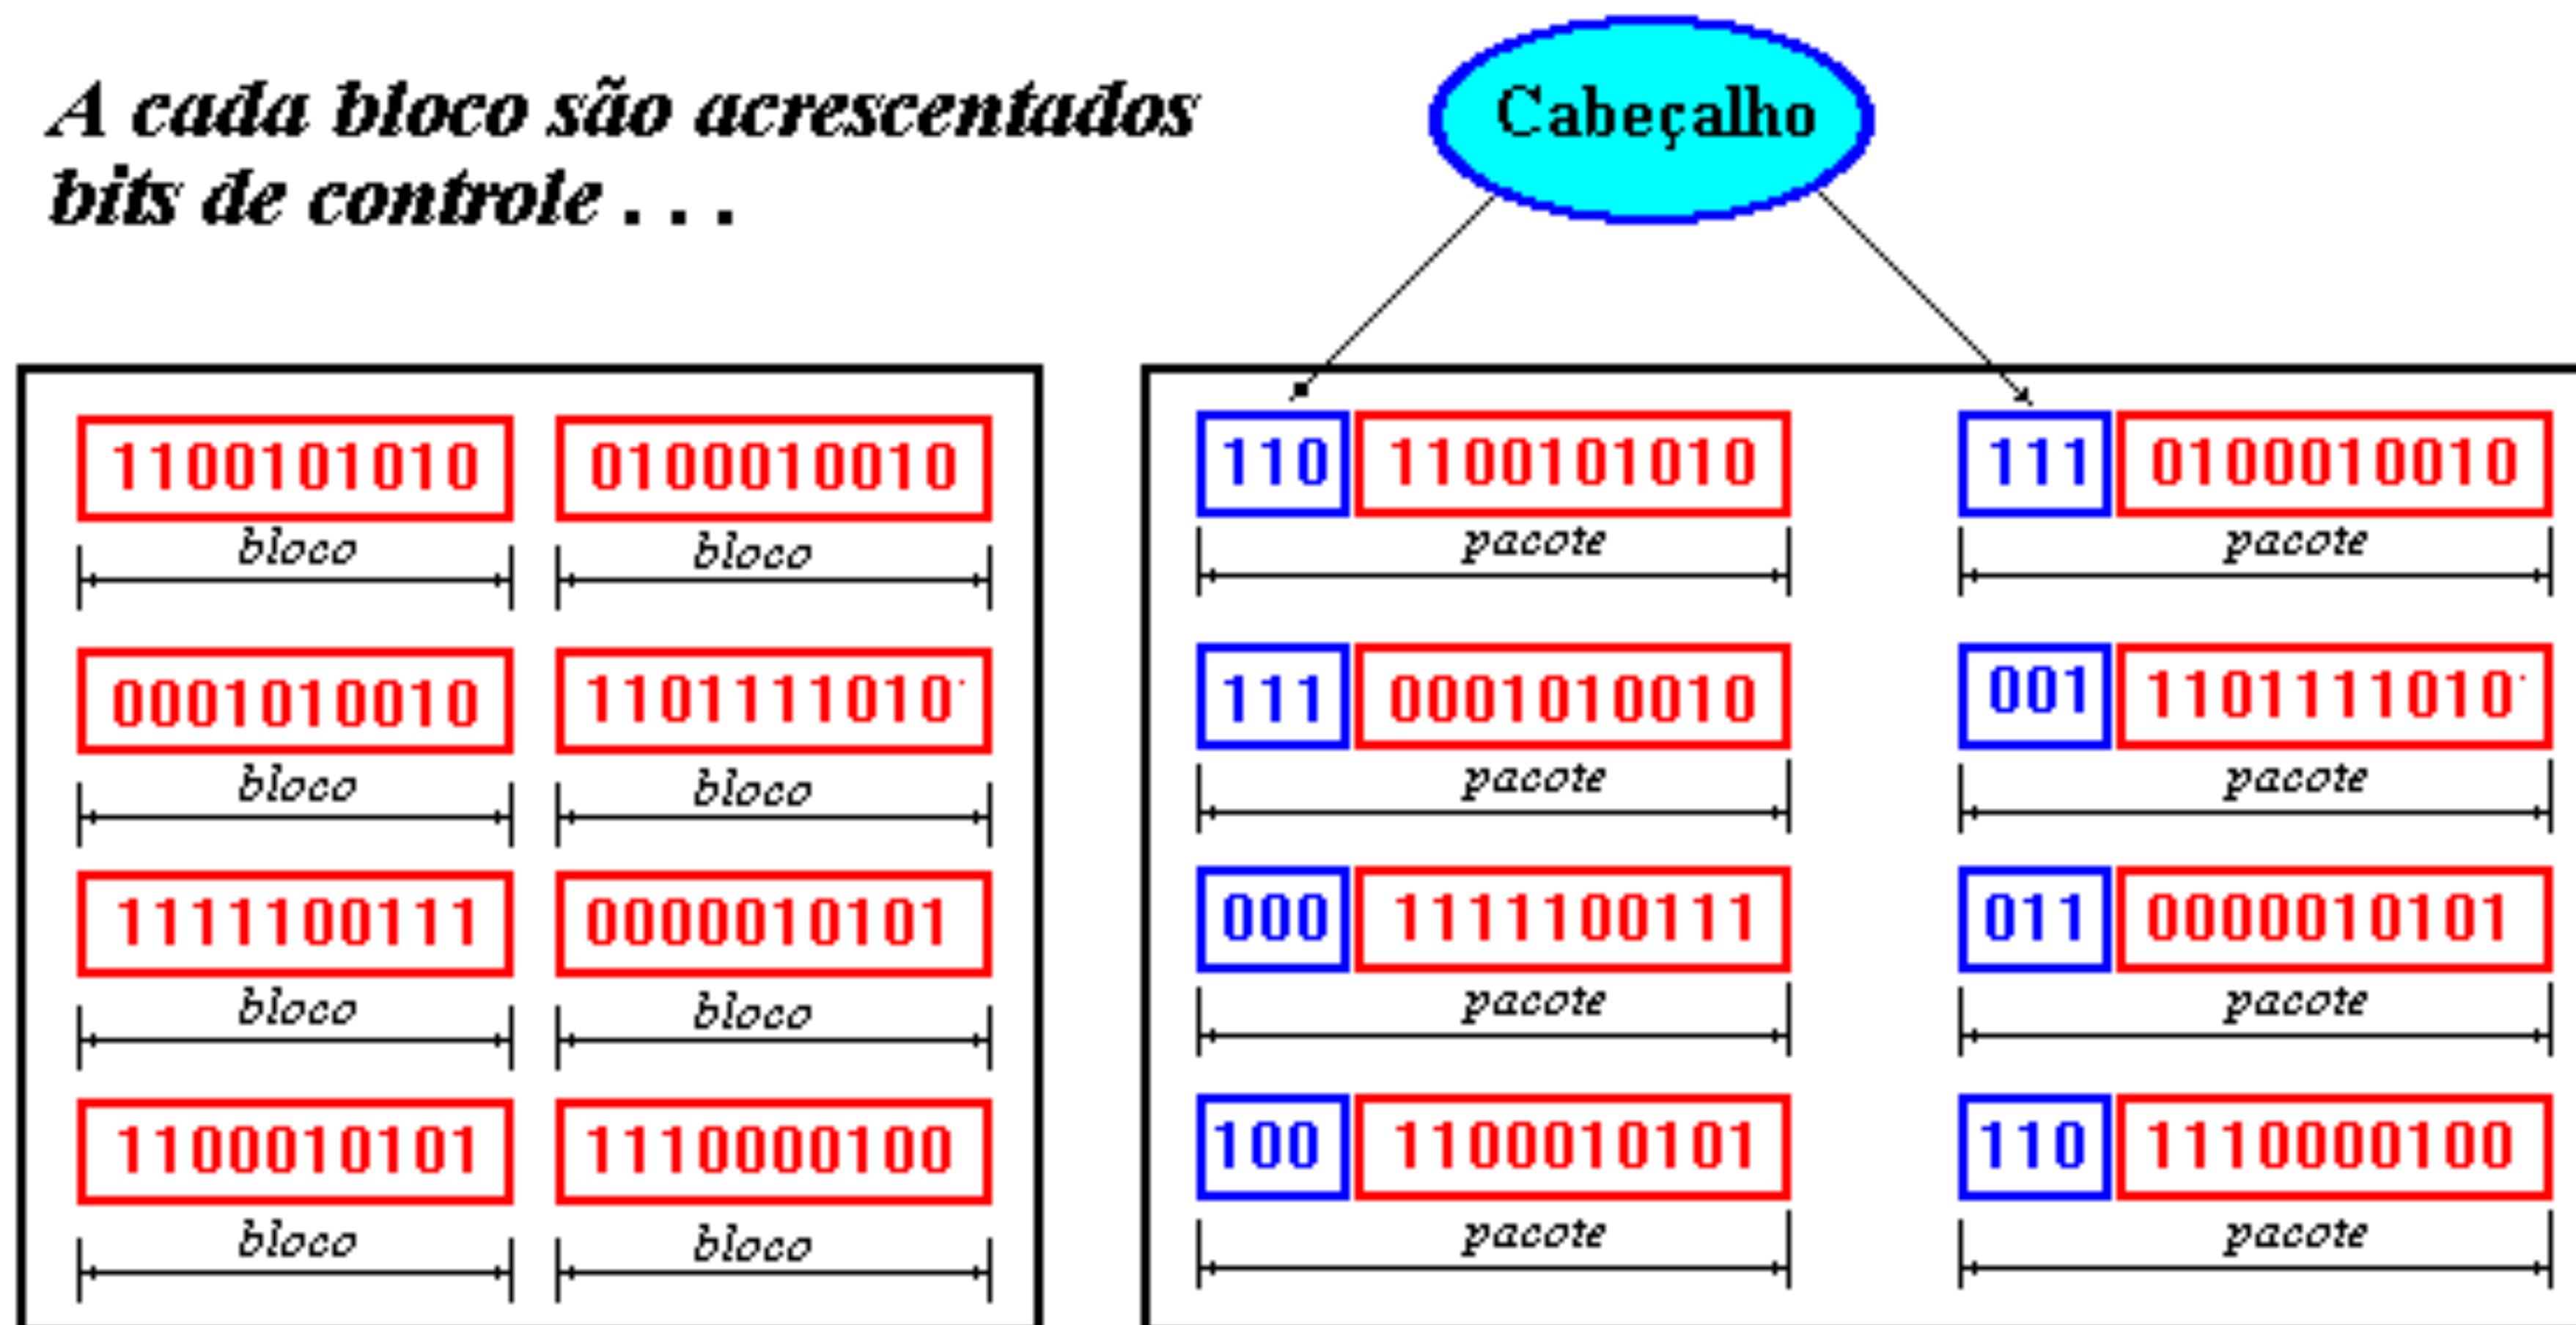 A cada bloco são acrescentados
bits de controle . . .
Cabeçalho
1100101010 0100010010
bloco bloco
0001010010 1101111010
bloco bloco
1111100111 0000010101
bloco bloco
1100010101 1110000100
bloco bloco
110 1100101010 111 0100010010
pacote pacote
111 0001010010 001 1101111010
pacote pacote
000 1111100111 011 0000010101
pacote pacote
100 1100010101 110 1110000100
pacote pacote